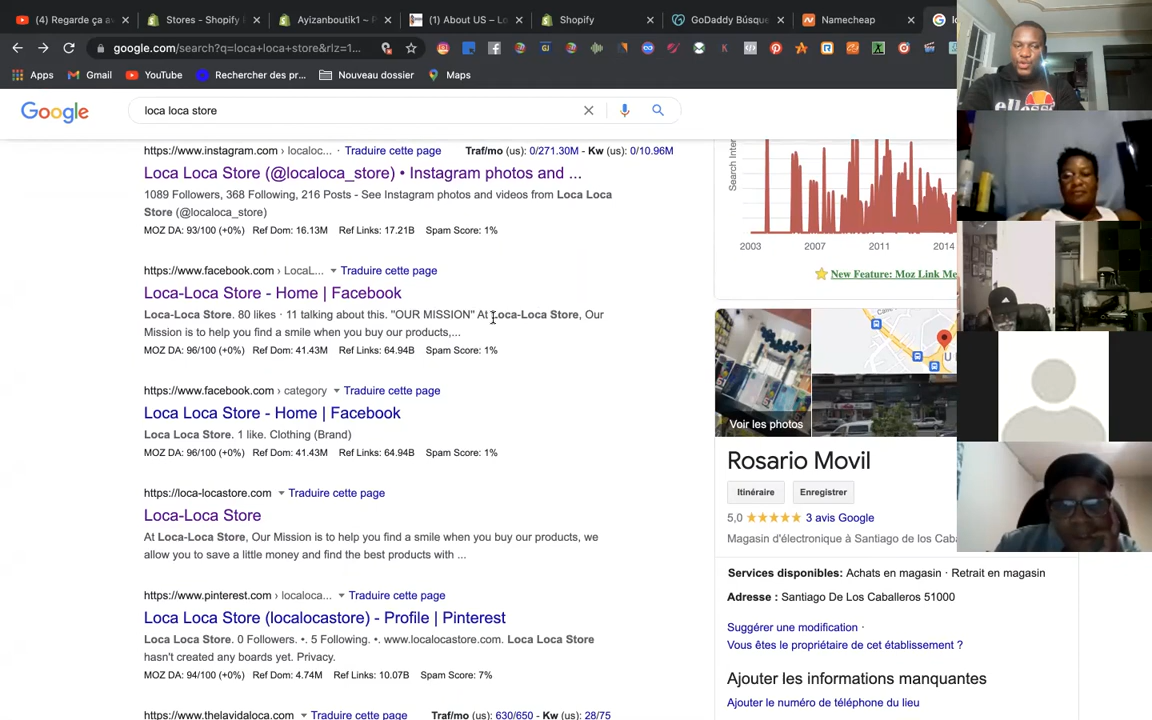 (4) Regarde ça av
Stores - Shopify
Ayizanboutik1 ~ P
(1) About US – Lo
Shopify
GoDaddy Búsque
Namecheap
google.com/search?q=loca+loca+store&rlz=1...
Apps
Gmail
YouTube
Rechercher des pr...
Nouveau dossier
Maps
Google
loca loca store
https://www.instagram.com › localoc... · Traduire cette page Traf/mo (us): 0/271.30M - Kw (us): 0/10.96M
Loca Loca Store (@localoca_store) • Instagram photos and ...
1089 Followers, 368 Following, 216 Posts - See Instagram photos and videos from Loca Loca
Store (@localoca_store)
MOZ DA: 93/100 (+0%) Ref Dom: 16.13M Ref Links: 17.21B Spam Score: 1%
https://www.facebook.com › LocaL... Traduire cette page
Loca-Loca Store - Home | Facebook
Loca-Loca Store. 80 likes · 11 talking about this. "OUR MISSION" At Loca-Loca Store, Our
Mission is to help you find a smile when you buy our products,...
MOZ DA: 96/100 (+0%) Ref Dom: 41.43M Ref Links: 64.94B Spam Score: 1%
https://www.facebook.com › category Traduire cette page
Loca Loca Store - Home | Facebook
Loca Loca Store. 1 like. Clothing (Brand)
MOZ DA: 96/100 (+0%) Ref Dom: 41.43M Ref Links: 64.94B Spam Score: 1%
https://loca-locastore.com Traduire cette page
Loca-Loca Store
At Loca-Loca Store, Our Mission is to help you find a smile when you buy our products, we
allow you to save a little money and find the best products with ...
https://www.pinterest.com › localoca... Traduire cette page
Loca Loca Store (localocastore) - Profile | Pinterest
Loca Loca Store. 0 Followers. •. 5 Following. •. www.localocastore.com. Loca Loca Store
hasn't created any boards yet. Privacy.
MOZ DA: 94/100 (+0%) Ref Dom: 4.74M Ref Links: 10.07B Spam Score: 7%
https://www.thelavidaloca.com Traduire cette page Traf/mo (us): 630/650 - Kw (us): 28/75
Search Inter
2003 2007 2011 2014
New Feature: Moz Link Me
Voir les photos
Rosario Movil
Itinéraire
Enregistrer
5,0 3 avis Google
Magasin d'électronique à Santiago de los Caba
Services disponibles: Achats en magasin · Retrait en magasin
Adresse : Santiago De Los Caballeros 51000
Suggérer une modification ·
Vous êtes le propriétaire de cet établissement ?
Ajouter les informations manquantes
Ajouter le numéro de téléphone du lieu
ellesse